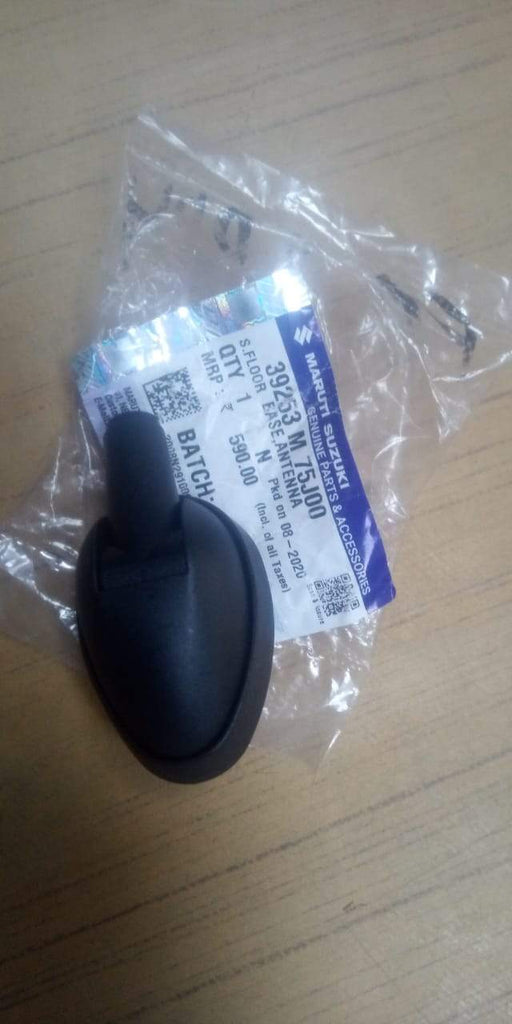 MARUTI SUZUKI
GENUINE PARTS & ACCESSORIES
39253 M 75J00
S.FLOOR BASE,ANTENNA
QTY 1 N Pkd on 08-2020
MRP : ₹ 590.00 (Incl. of all Taxes)
BATCH: